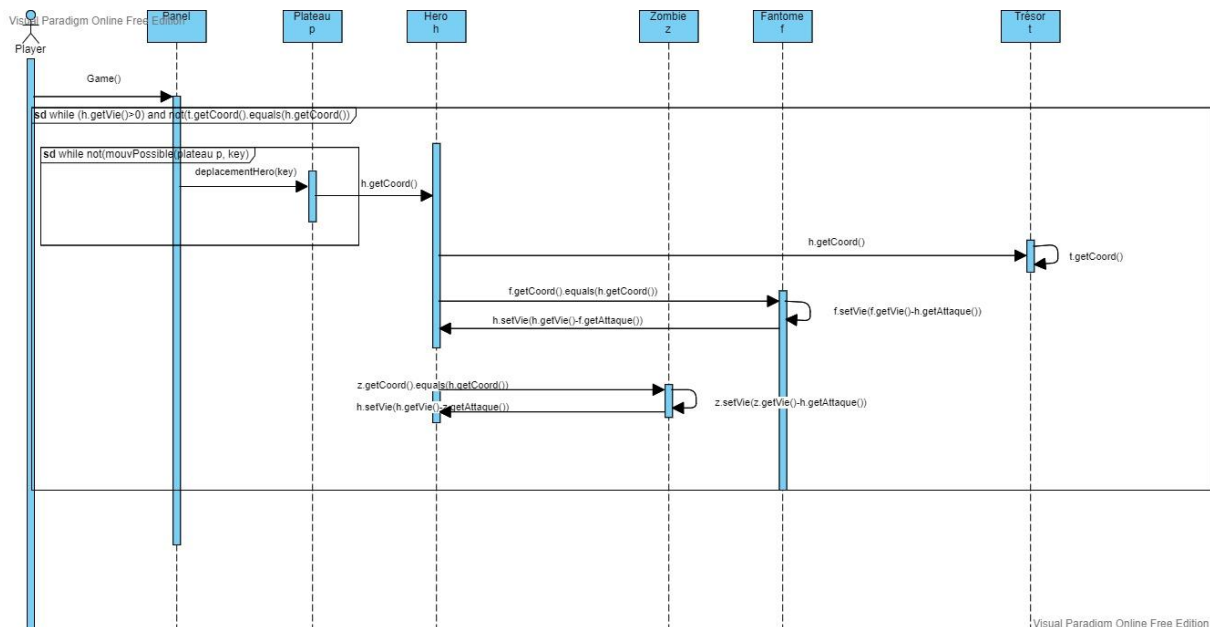 Visual Paradigm Online Free Edition
Player
Panel
Plateau
p
Hero
h
Zombie
z
Fantome
f
Trésor
t
Game()
sd while (h.getVie()>0) and not(t.getCoord().equals(h.getCoord())
sd while not(mouvPossible(plateau p, key)
deplacementHero(key)
h.getCoord()
h.getCoord()
t.getCoord()
f.getCoord().equals(h.getCoord())
f.setVie(f.getVie()-h.getAttaque())
h.setVie(h.getVie()-f.getAttaque())
z.getCoord().equals(h.getCoord())
z.setVie(z.getVie()-h.getAttaque())
h.setVie(h.getVie()-z.getAttaque())
Visual Paradigm Online Free Edition